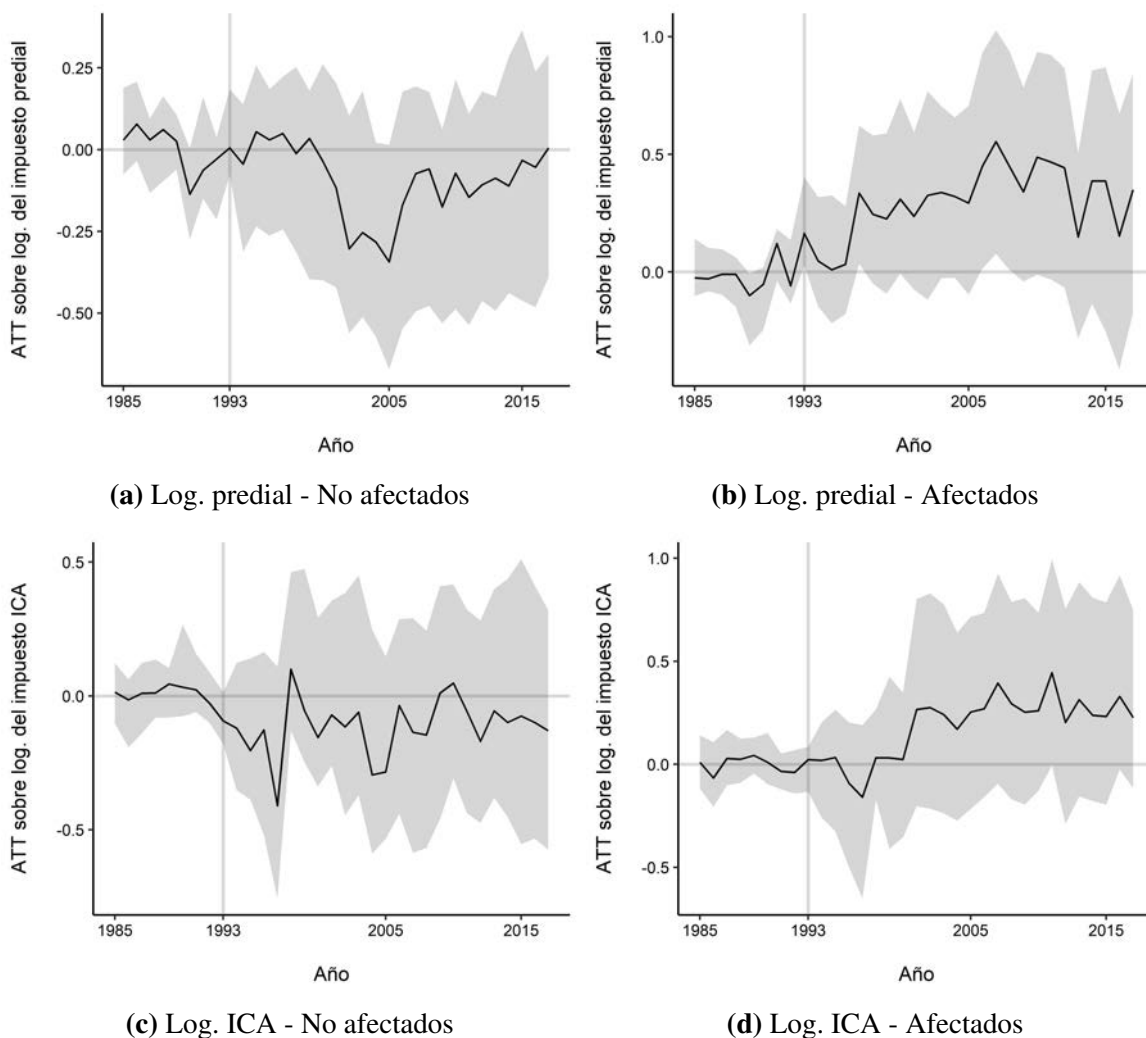 ATT sobre log. del impuesto predial
0.25
0.00
-0.25
-0.50
1985
1993
2005
2015
Año
(a) Log. predial - No afectados
ATT sobre log. del impuesto predial
1.0
0.5
0.0
1985
1993
2005
2015
Año
(b) Log. predial - Afectados
ATT sobre log. del impuesto ICA
0.5
0.0
-0.5
1985
1993
2005
2015
Año
(c) Log. ICA - No afectados
ATT sobre log. del impuesto ICA
1.0
0.5
0.0
-0.5
1985
1993
2005
2015
Año
(d) Log. ICA - Afectados